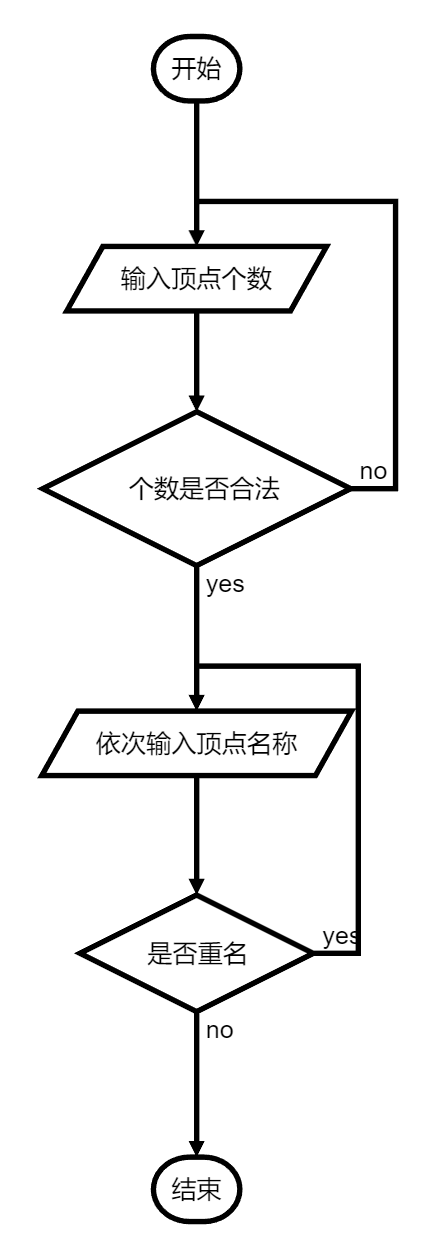 开始
输入顶点个数
个数是否合法
no
yes
依次输入顶点名称
是否重名
yes
no
结束